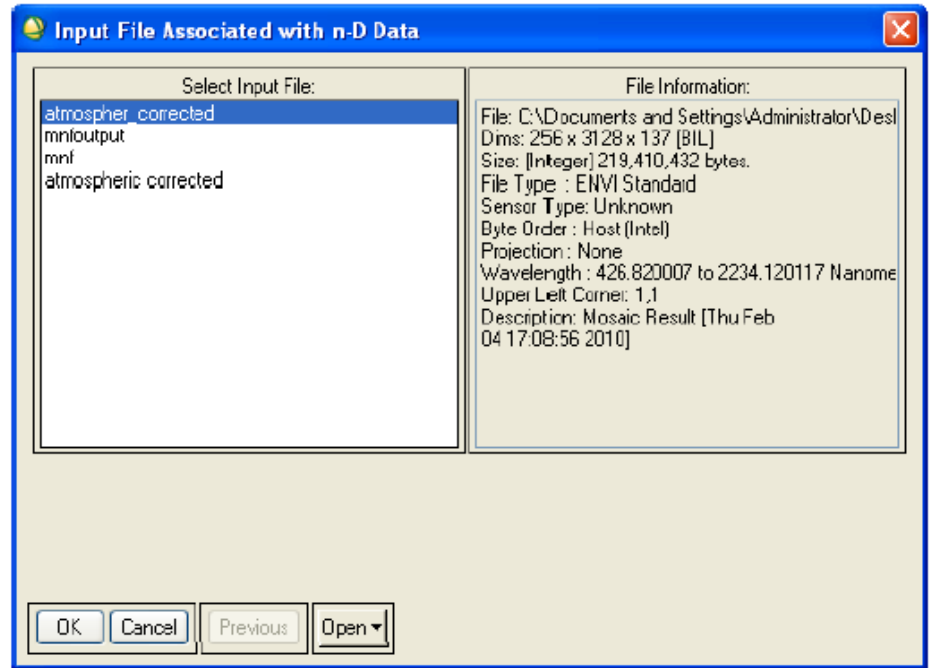 Input File Associated with n-D Data
Select Input File:
atmospher_corrected
mnfoutput
mnf
atmospheric corrected
File Information:
File: C:\Documents and Settings\Administrator\Desl
Dims: 256 x 3128 x 137 [BIL]
Size: [Integer] 219,410,432 bytes.
File Type : ENVI Standard
Sensor Type: Unknown
Byte Order : Host (Intel)
Projection : None
Wavelength : 426.820007 to 2234.120117 Nanome
Upper Left Corner: 1,1
Description: Mosaic Result [Thu Feb
04 17:08:56 2010]
OK Cancel Previous Open